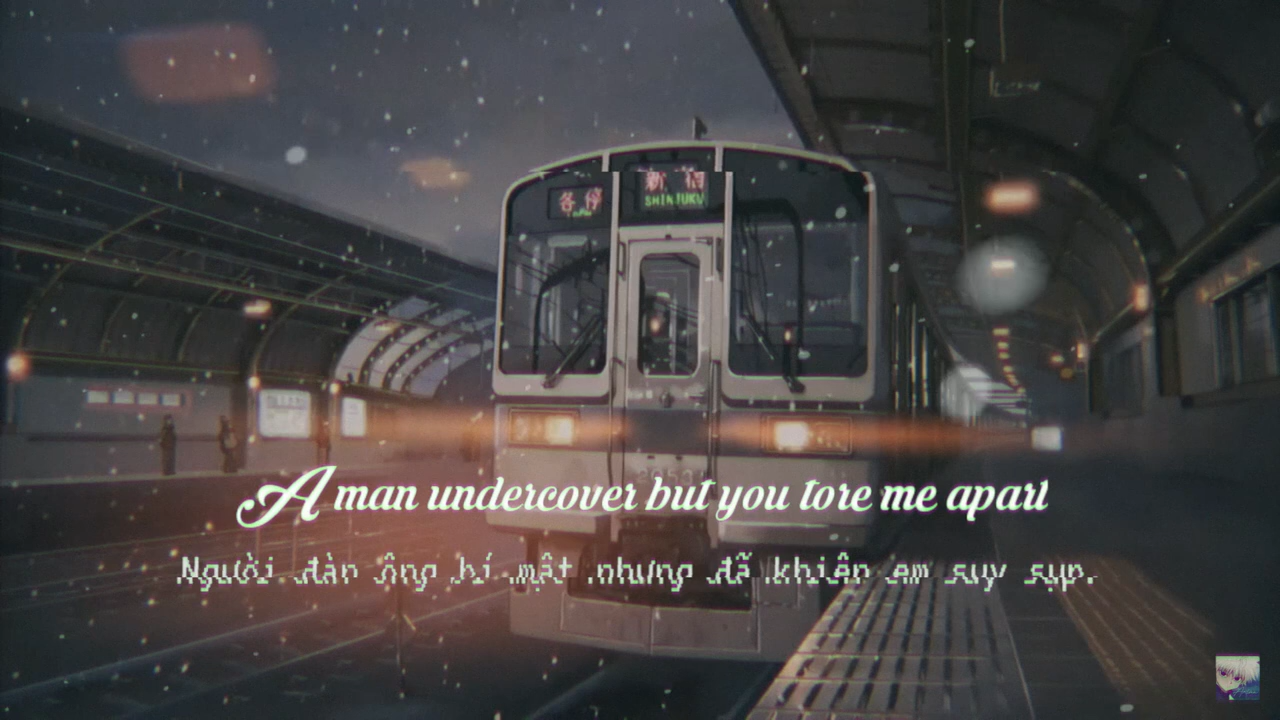 各停
新宿
SHINJUKU
A man undercover but you tore me apart
Người đàn ông bí mật nhưng đã khiến em suy sụp.